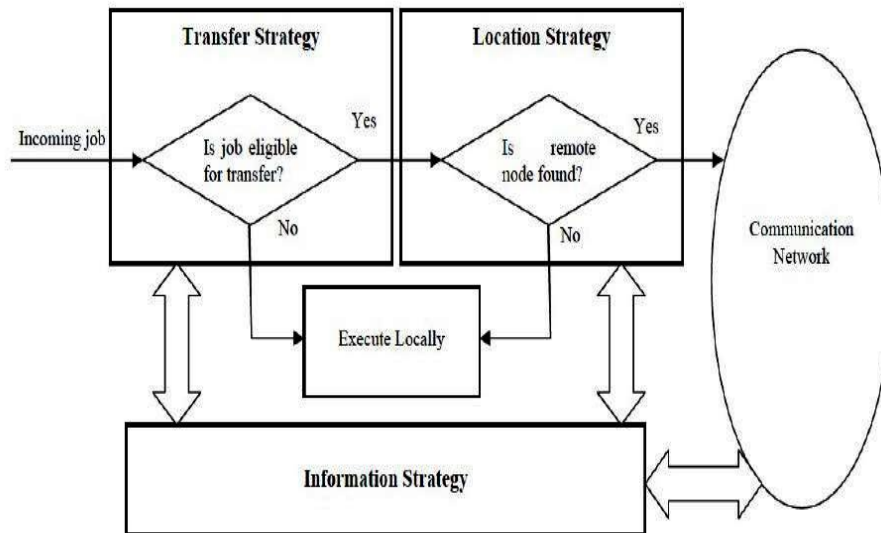 Transfer Strategy
Location Strategy
Incoming job
Is job eligible
for transfer?
Yes
No
Is remote
node found?
Yes
No
Communication
Network
Execute Locally
Information Strategy